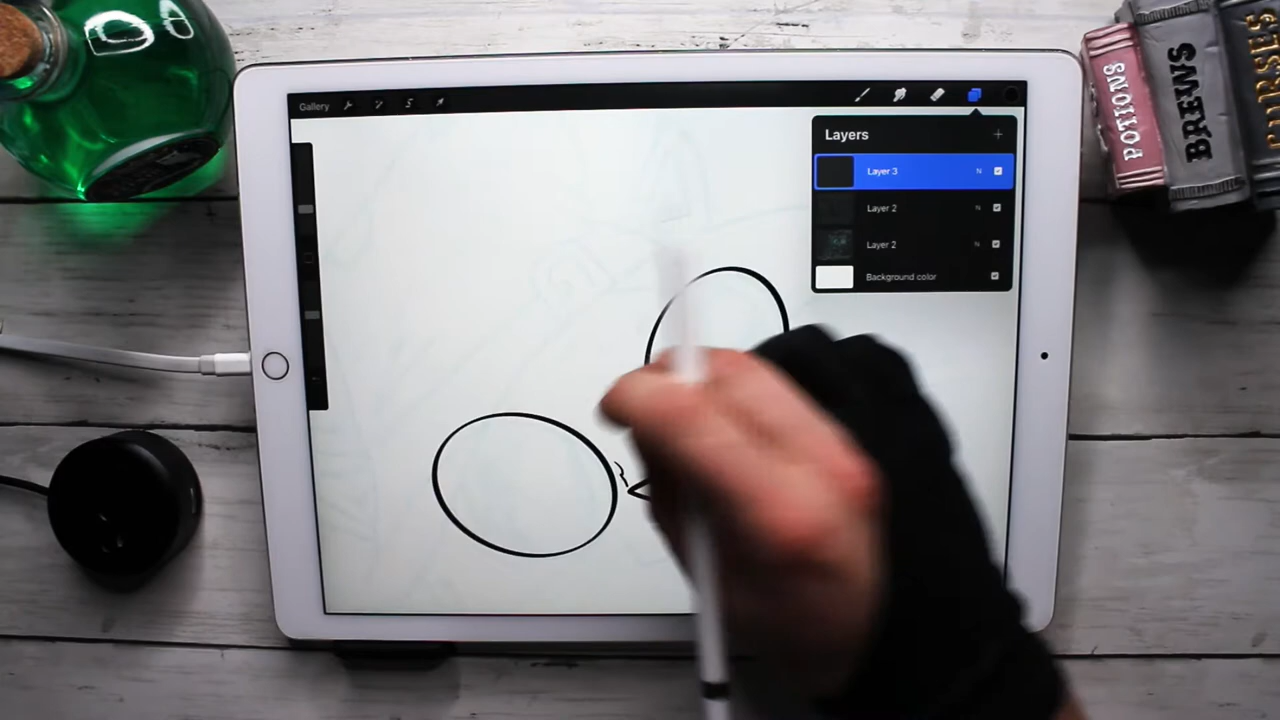 Gallery
Layers
Layer 3
N
Layer 2
N
Layer 2
N
Background color
POTIONS
BREWS
CURSES